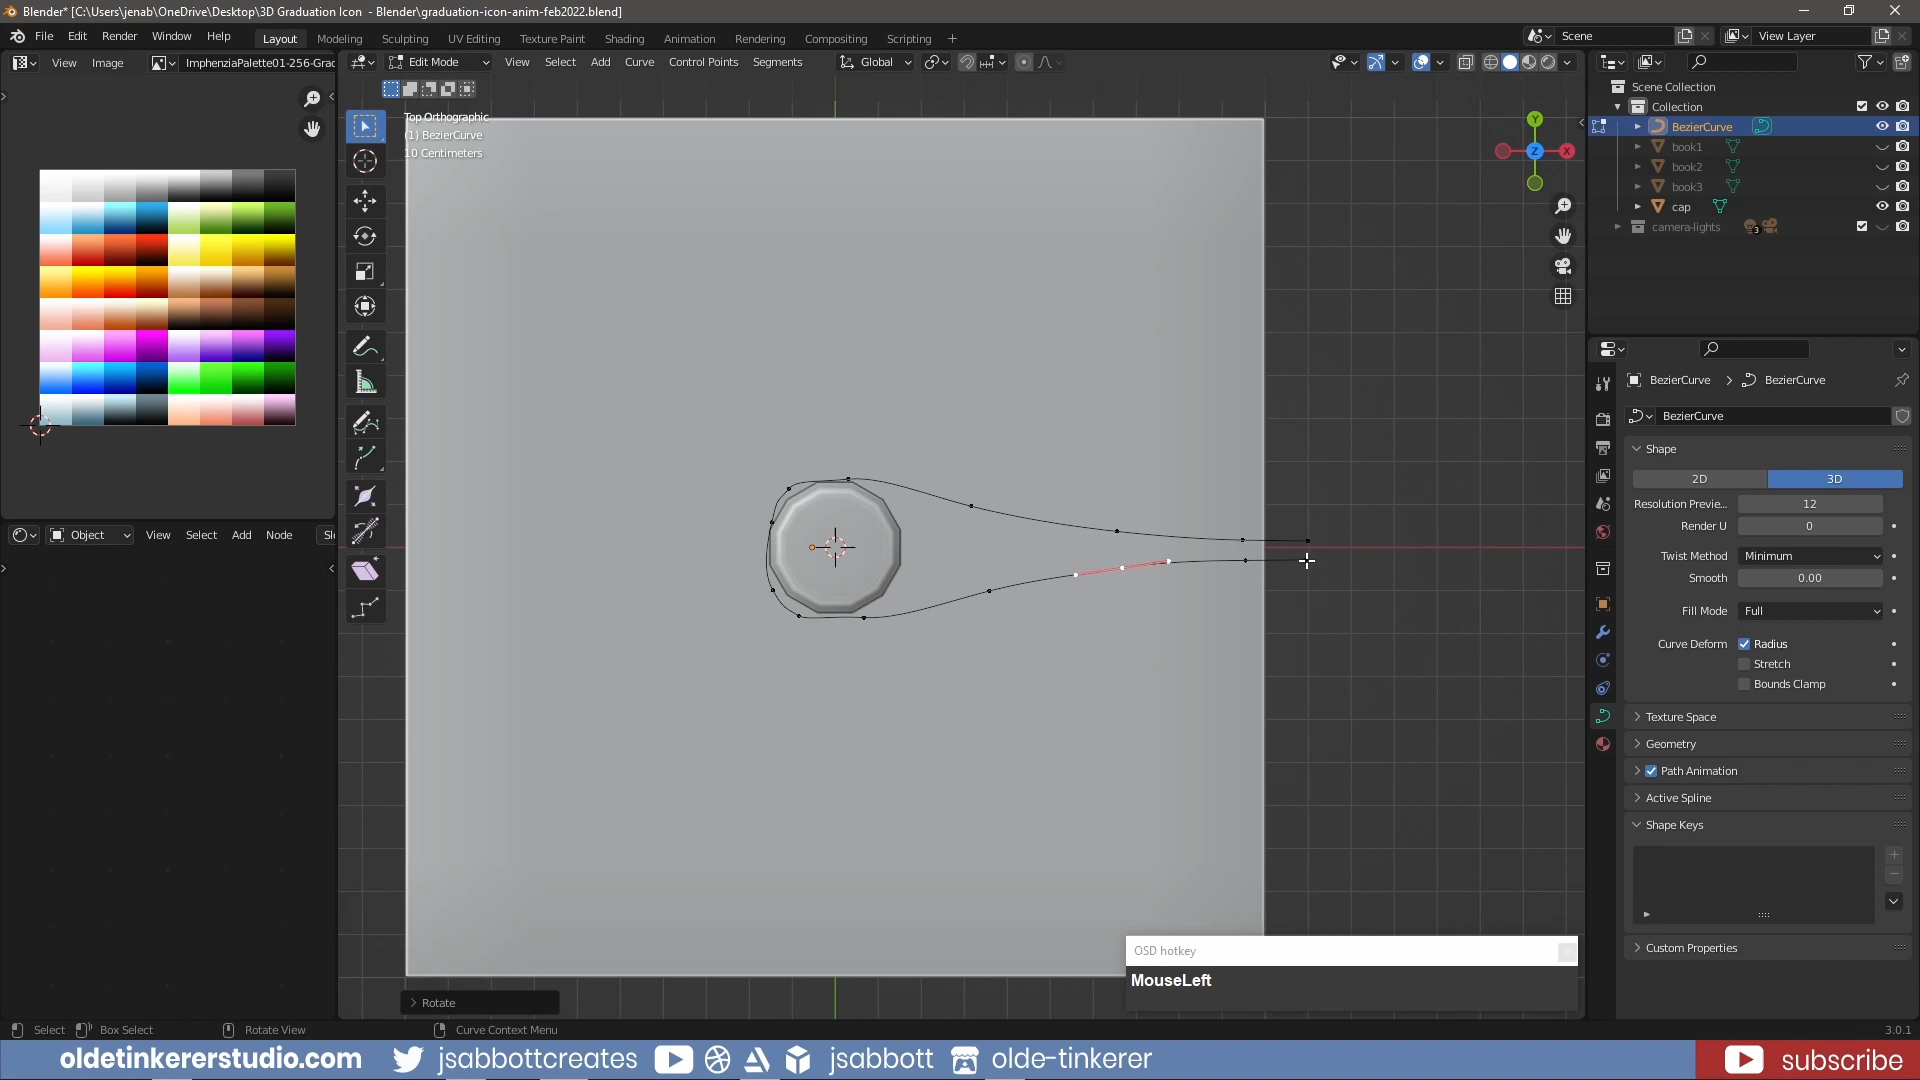 Blender* [C:\Users\jenab\OneDrive\Desktop\3D Graduation Icon - Blender\graduation-icon-anim-feb2022.blend]
File Edit Render Window Help Layout Modeling Sculpting UV Editing Texture Paint Shading Animation Rendering Compositing Scripting + Scene View Layer
View Image ImphenziaPalette01-256-Grac Edit Mode View Select Add Curve Control Points Segments Global
Top Orthographic
(1) BezierCurve
10 Centimeters
Y
Z
X
Scene Collection
Collection
BezierCurve
book1
book2
book3
cap
camera-lights 3
BezierCurve > BezierCurve
BezierCurve
Shape
2D 3D
Resolution Previe... 12
Render U 0
Twist Method Minimum
Smooth 0.00
Fill Mode Full
Curve Deform Radius
Stretch
Bounds Clamp
Texture Space
Geometry
Path Animation
Active Spline
Shape Keys
Custom Properties
Object View Select Add Node Sl
OSD hotkey
MouseLeft
Rotate
Select Box Select Rotate View Curve Context Menu 3.0.1
oldetinkererstudio.com jsabbottcreates jsabbott olde-tinkerer subscribe